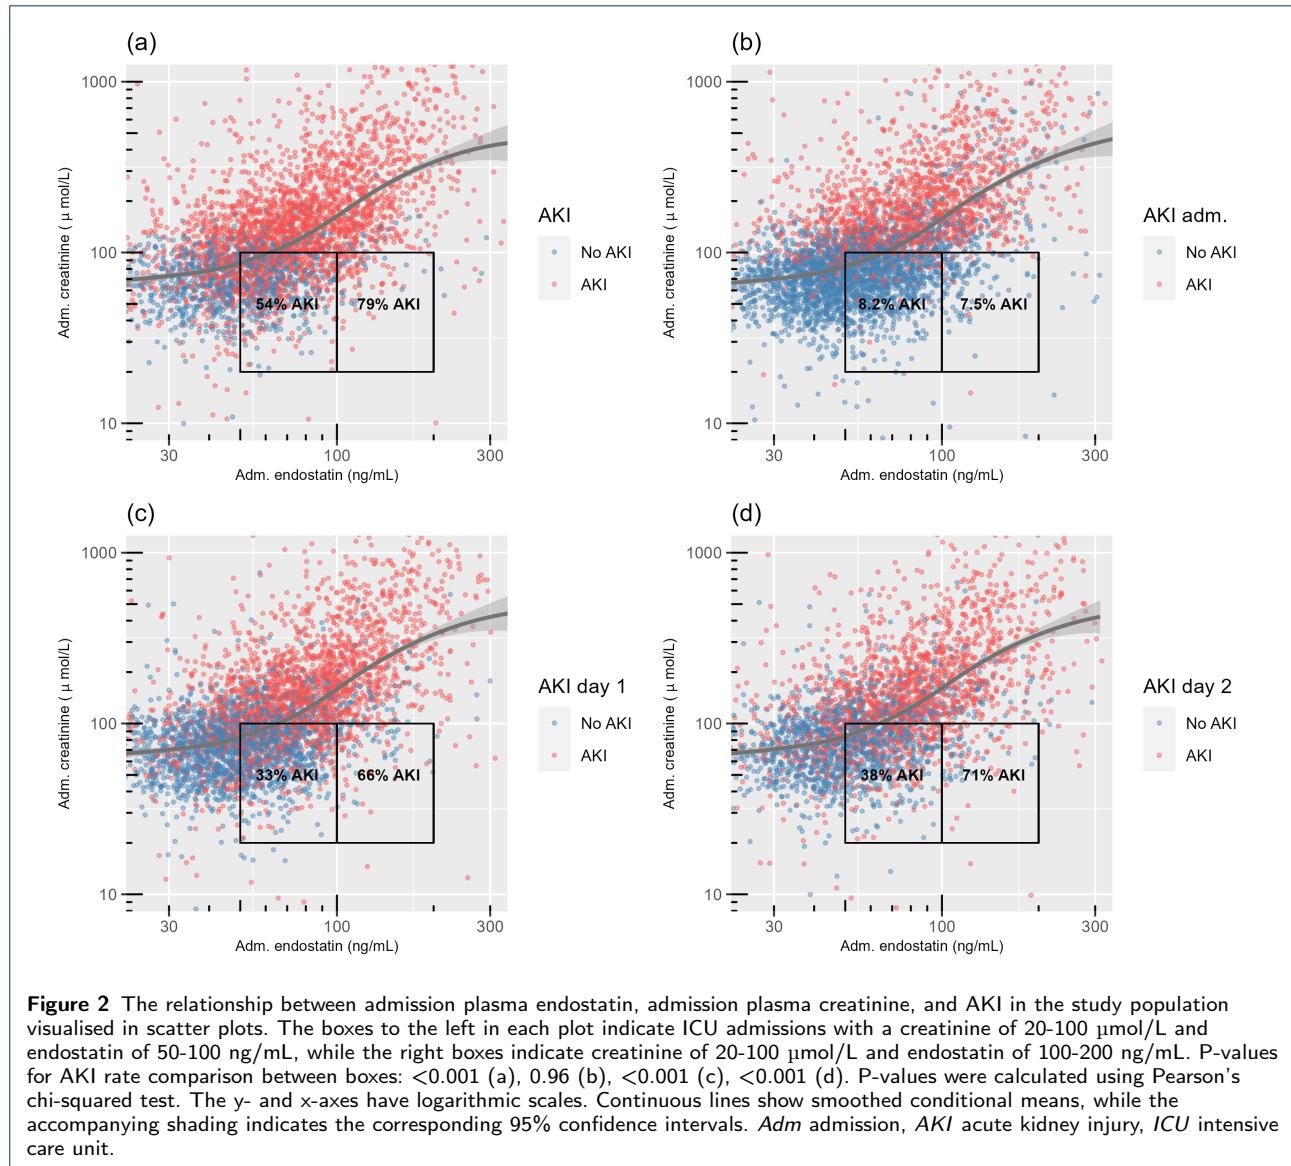 (a)
1000
100
10
Adm. creatinine ( μ mol/L)
54% AKI
79% AKI
30
100
300
Adm. endostatin (ng/mL)
AKI
No AKI
AKI
(b)
1000
100
10
Adm. creatinine ( μ mol/L)
8.2% AKI
7.5% AKI
30
100
300
Adm. endostatin (ng/mL)
AKI adm.
No AKI
AKI
(c)
1000
100
10
Adm. creatinine ( μ mol/L)
33% AKI
66% AKI
30
100
300
Adm. endostatin (ng/mL)
AKI day 1
No AKI
AKI
(d)
1000
100
10
Adm. creatinine ( μ mol/L)
38% AKI
71% AKI
30
100
300
Adm. endostatin (ng/mL)
AKI day 2
No AKI
AKI
Figure 2 The relationship between admission plasma endostatin, admission plasma creatinine, and AKI in the study population
visualised in scatter plots. The boxes to the left in each plot indicate ICU admissions with a creatinine of 20-100 μmol/L and
endostatin of 50-100 ng/mL, while the right boxes indicate creatinine of 20-100 μmol/L and endostatin of 100-200 ng/mL. P-values
for AKI rate comparison between boxes: <0.001 (a), 0.96 (b), <0.001 (c), <0.001 (d). P-values were calculated using Pearson's
chi-squared test. The y- and x-axes have logarithmic scales. Continuous lines show smoothed conditional means, while the
accompanying shading indicates the corresponding 95% confidence intervals. Adm admission, AKI acute kidney injury, ICU intensive
care unit.